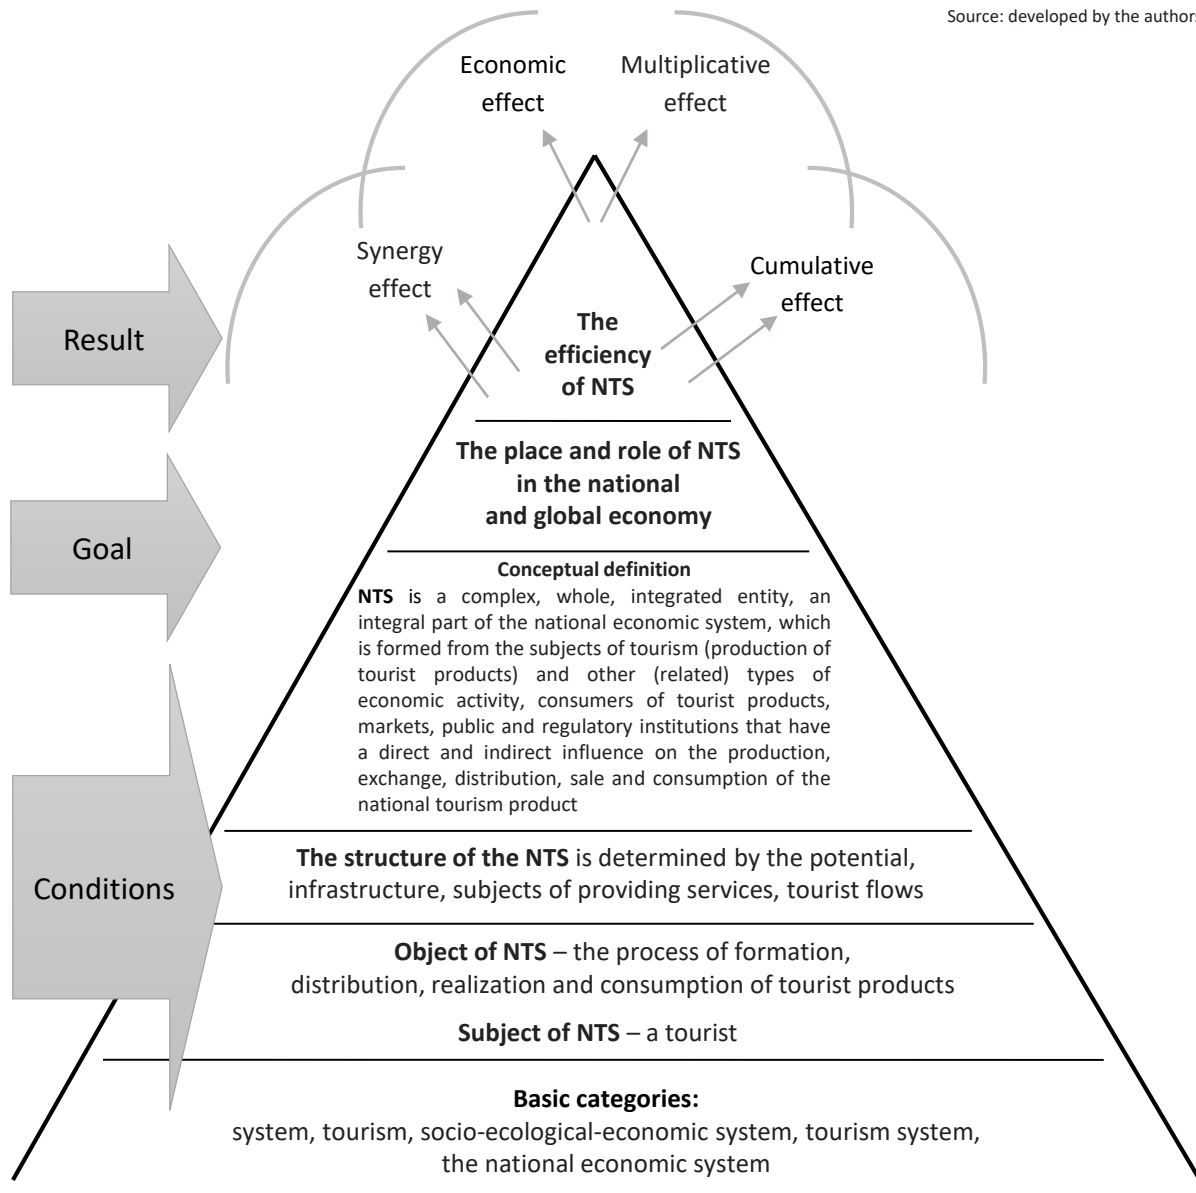 Source: developed by the author
Economic
effect
Multiplicative
effect
Synergy
effect
Cumulative
effect
Result
The
efficiency
of NTS
The place and role of NTS
in the national
and global economy
Goal
Conceptual definition
NTS is a complex, whole, integrated entity, an
integral part of the national economic system, which
is formed from the subjects of tourism (production of
tourist products) and other (related) types of
economic activity, consumers of tourist products,
markets, public and regulatory institutions that have
a direct and indirect influence on the production,
exchange, distribution, sale and consumption of the
national tourism product
Conditions
The structure of the NTS is determined by the potential,
infrastructure, subjects of providing services, tourist flows
Object of NTS – the process of formation,
distribution, realization and consumption of tourist products
Subject of NTS – a tourist
Basic categories:
system, tourism, socio-ecological-economic system, tourism system,
the national economic system